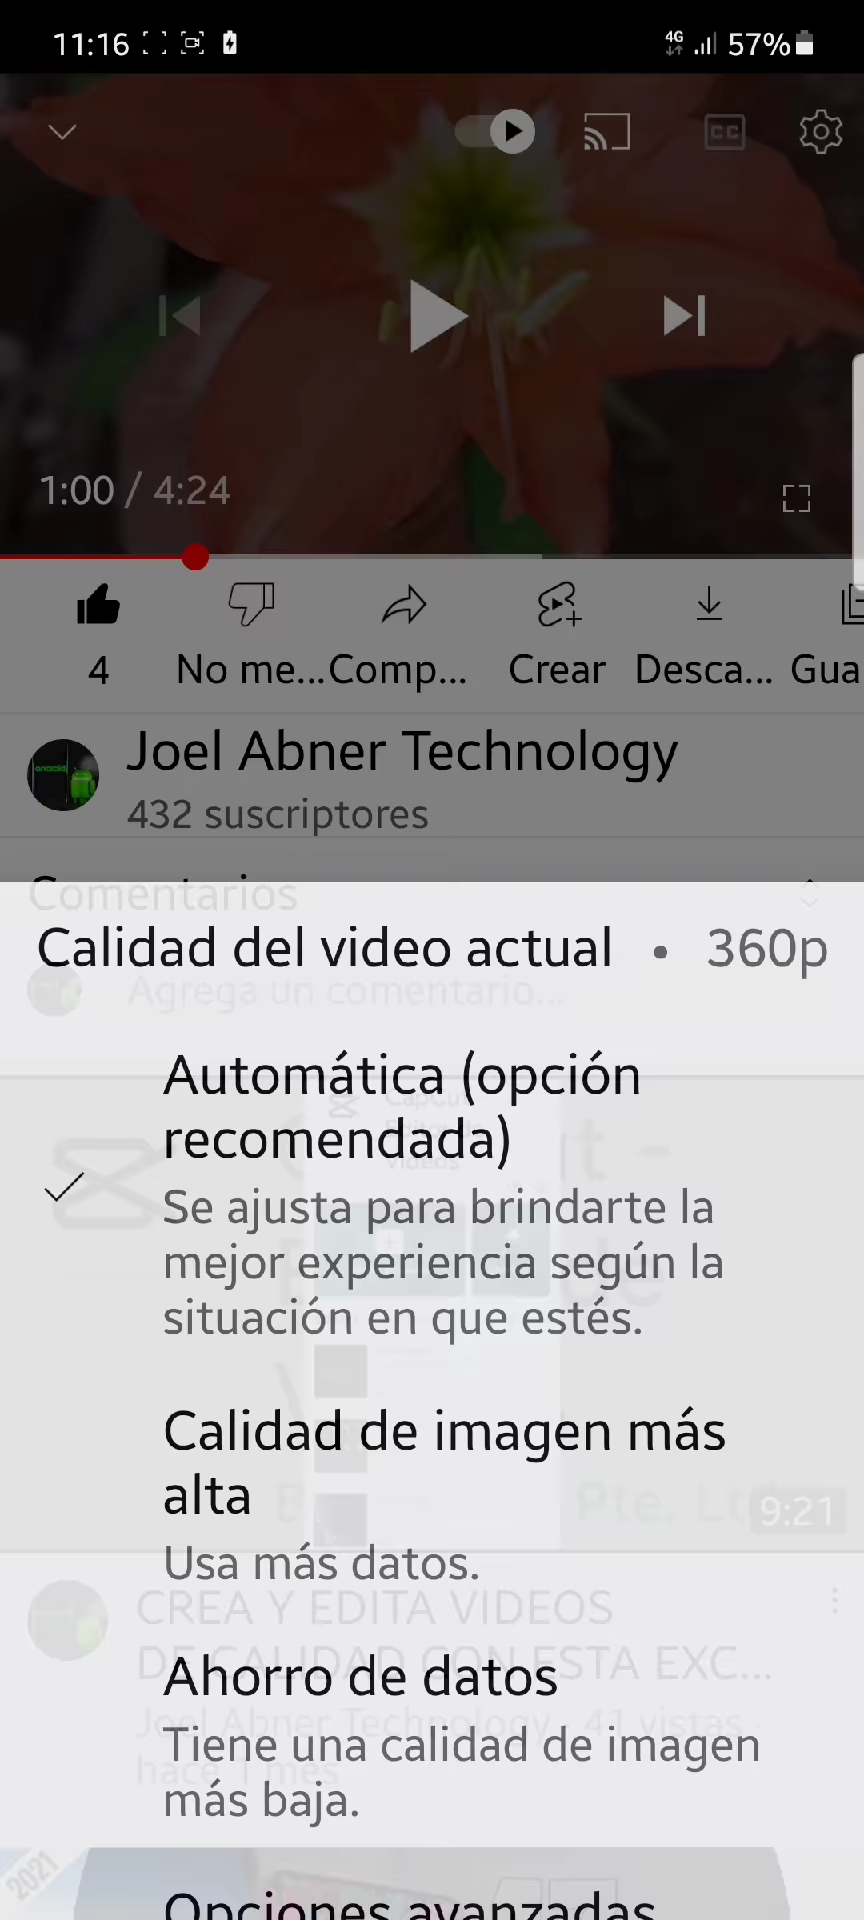 11:16
4G 57%
CC
1:00 / 4:24
4 No me... Comp... Crear Desca... Gua
Joel Abner Technology
432 suscriptores
Comentarios
Calidad del video actual • 360p
Agrega un comentario...
Automática (opción
recomendada)
Se ajusta para brindarte la
mejor experiencia según la
situación en que estés.
Calidad de imagen más
alta
Pte. Lt
9:21
Usa más datos.
CREA Y EDITA VIDEOS
DE CALIDAD CON ESTA EXC...
Ahorro de datos
Joel Abner Technology · 41 vistas ·
hace 1 mes
Tiene una calidad de imagen
más baja.
2021
Opciones avanzadas